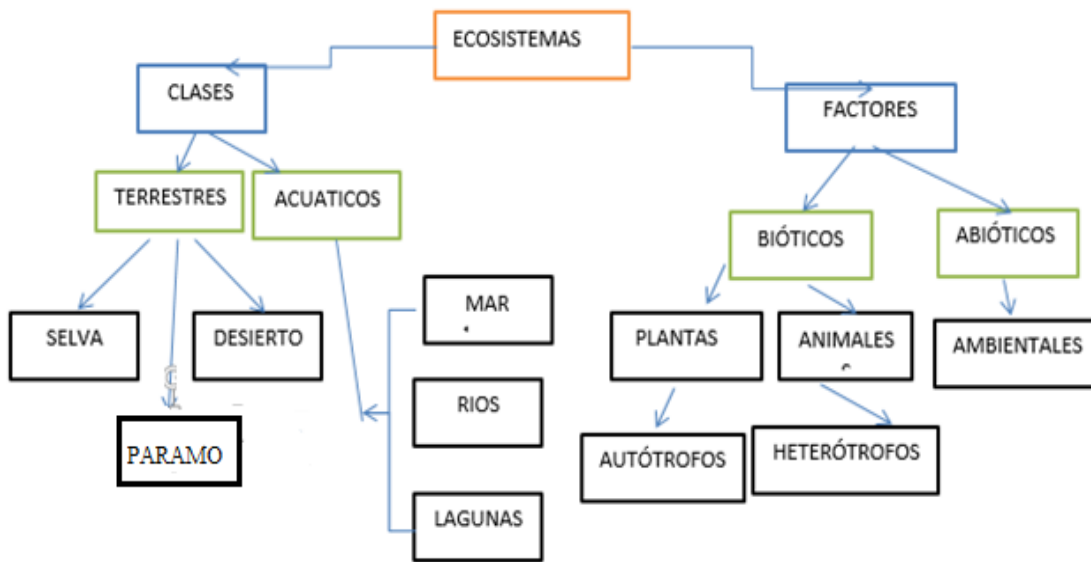 ECOSISTEMAS
CLASES
FACTORES
TERRESTRES
ACUATICOS
BIÓTICOS
ABIÓTICOS
SELVA
DESIERTO
MAR
PLANTAS
ANIMALES
AMBIENTALES
RIOS
PARAMO
AUTÓTROFOS
HETERÓTROFOS
LAGUNAS